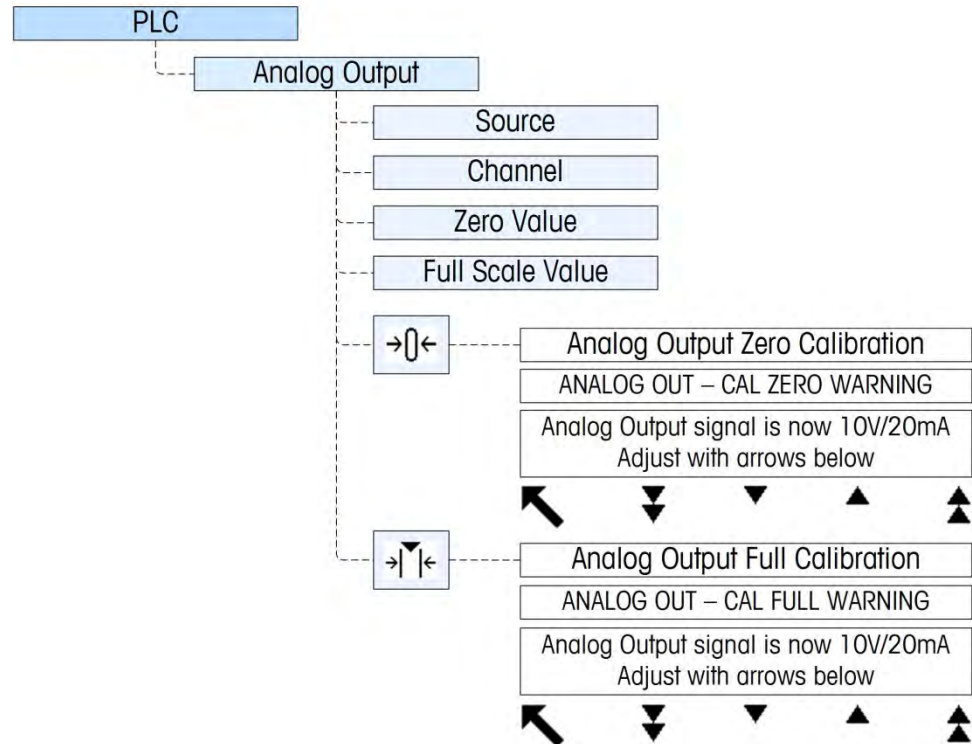 PLC
Analog Output
Source
Channel
Zero Value
Full Scale Value
Analog Output Zero Calibration
ANALOG OUT – CAL ZERO WARNING
Analog Output signal is now 10V/20mA
Adjust with arrows below
Analog Output Full Calibration
ANALOG OUT – CAL FULL WARNING
Analog Output signal is now 10V/20mA
Adjust with arrows below